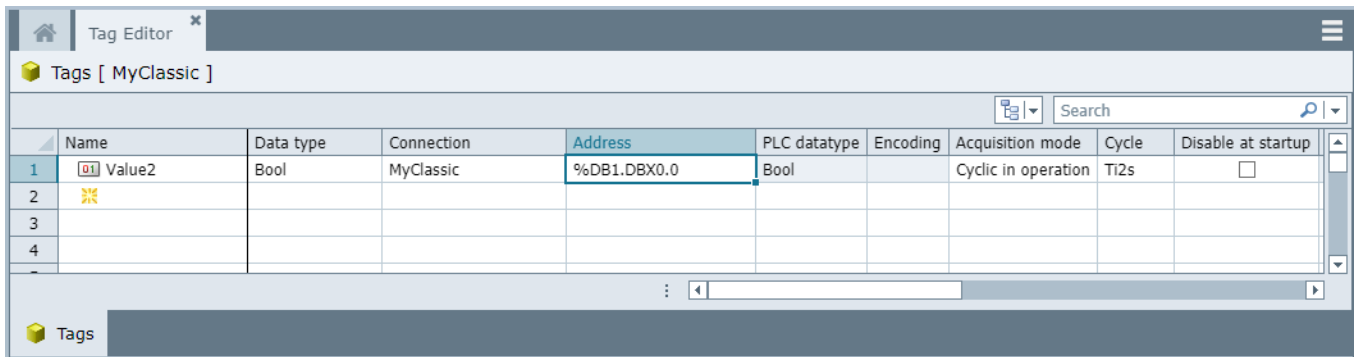 Tag Editor
Tags [ MyClassic ]
Search
Name Data type Connection Address PLC datatype Encoding Acquisition mode Cycle Disable at startup
1 01 Value2 Bool MyClassic %DB1.DBX0.0 Bool Cyclic in operation Ti2s
2
3
4
Tags